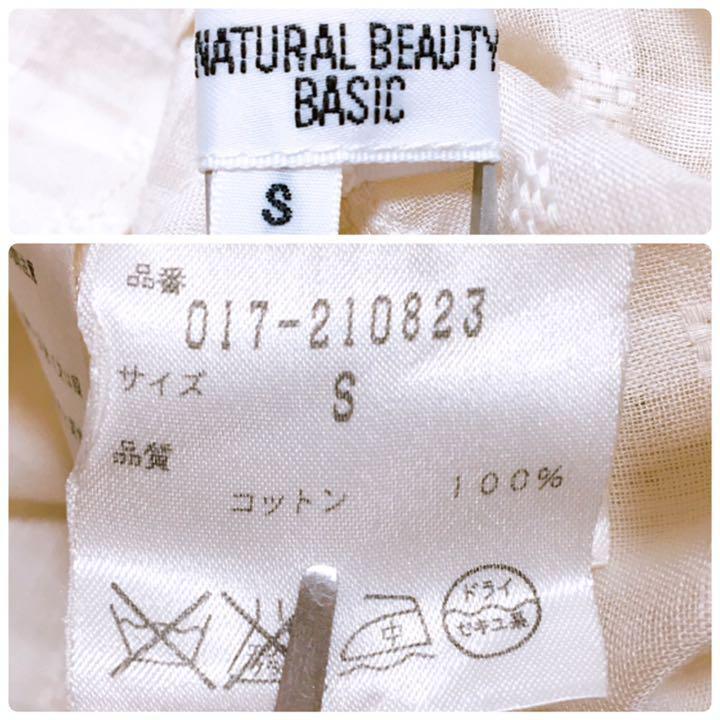 NATURAL BEAUTY
BASIC
S
品番
017-210823
サイズ S
品質
コットン 100%
中
ドライ
セキユ系